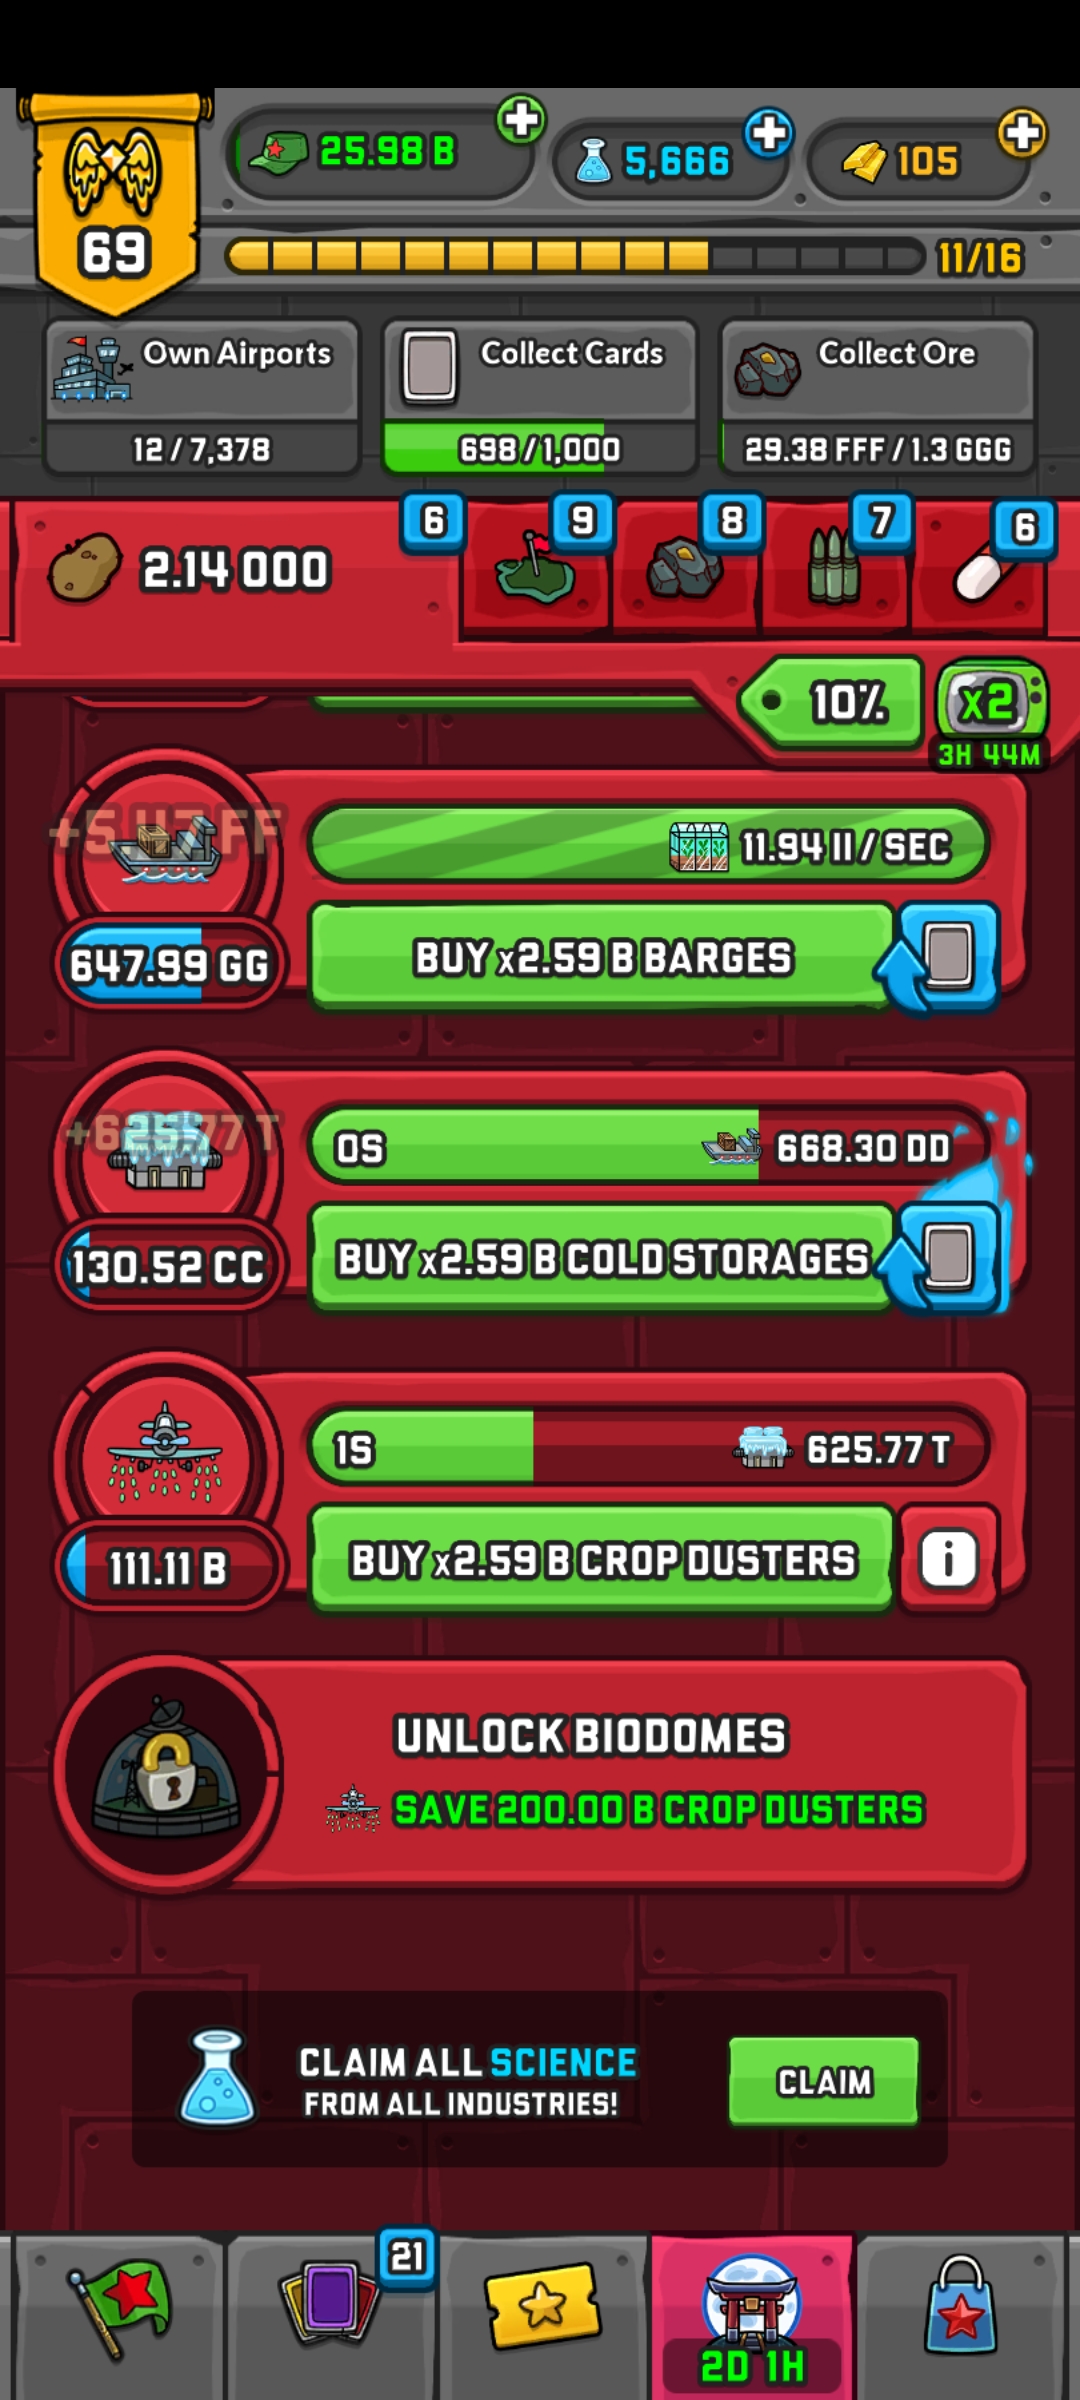 69
25.98 B
5,666
105
11/16
Own Airports
12 / 7,378
Collect Cards
698 / 1,000
Collect Ore
29.38 FFF / 1.3 GGG
2.14 000
6
9
8
7
6
10%
x2
3H 44M
11.94 II / SEC
647.99 GG
BUY x2.59 B BARGES
+625.77 T
0S
668.30 DD
130.52 CC
BUY x2.59 B COLD STORAGES
1S
625.77 T
111.11 B
BUY x2.59 B CROP DUSTERS
i
UNLOCK BIODOMES
SAVE 200.00 B CROP DUSTERS
CLAIM ALL SCIENCE
FROM ALL INDUSTRIES!
CLAIM
21
2D 1H